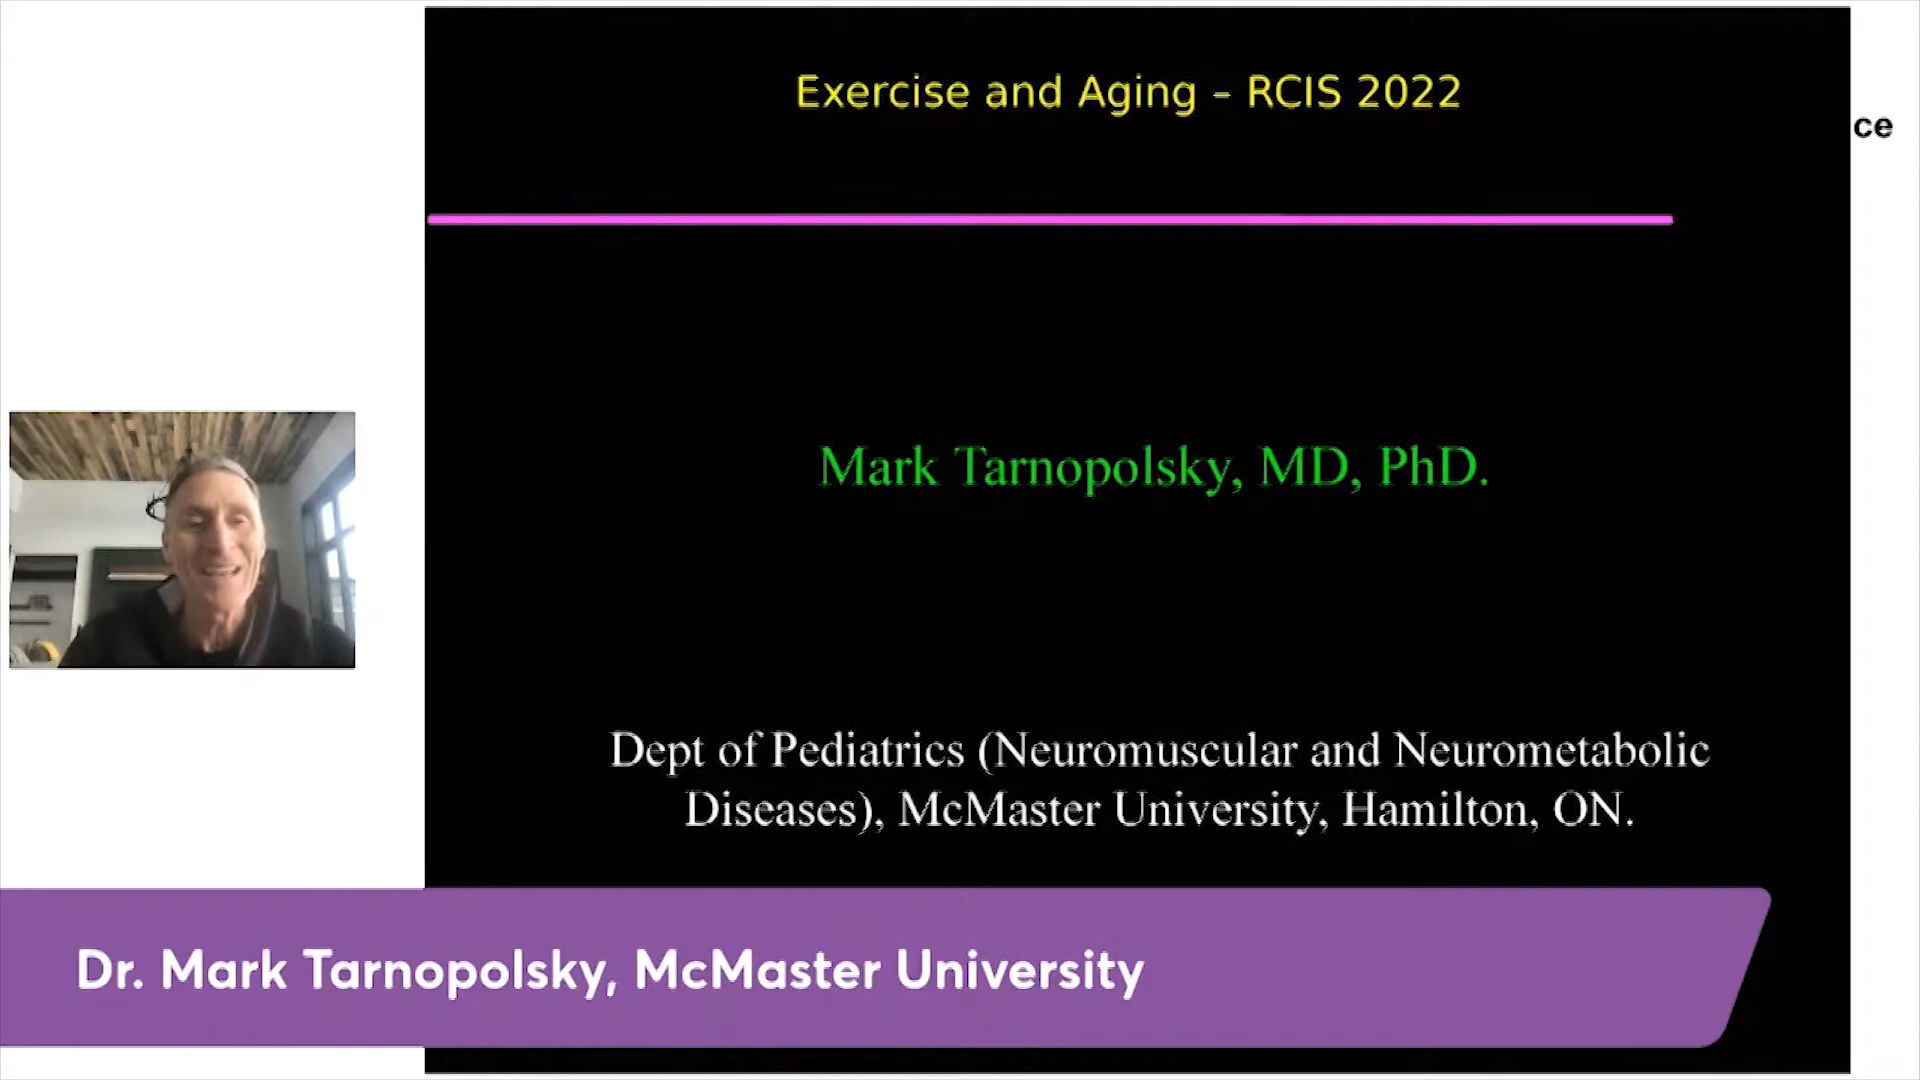 Exercise and Aging – RCIS 2022
ce
Mark Tarnopolsky, MD, PhD.
Dept of Pediatrics (Neuromuscular and Neurometabolic
Diseases), McMaster University, Hamilton, ON.
Dr. Mark Tarnopolsky, McMaster University